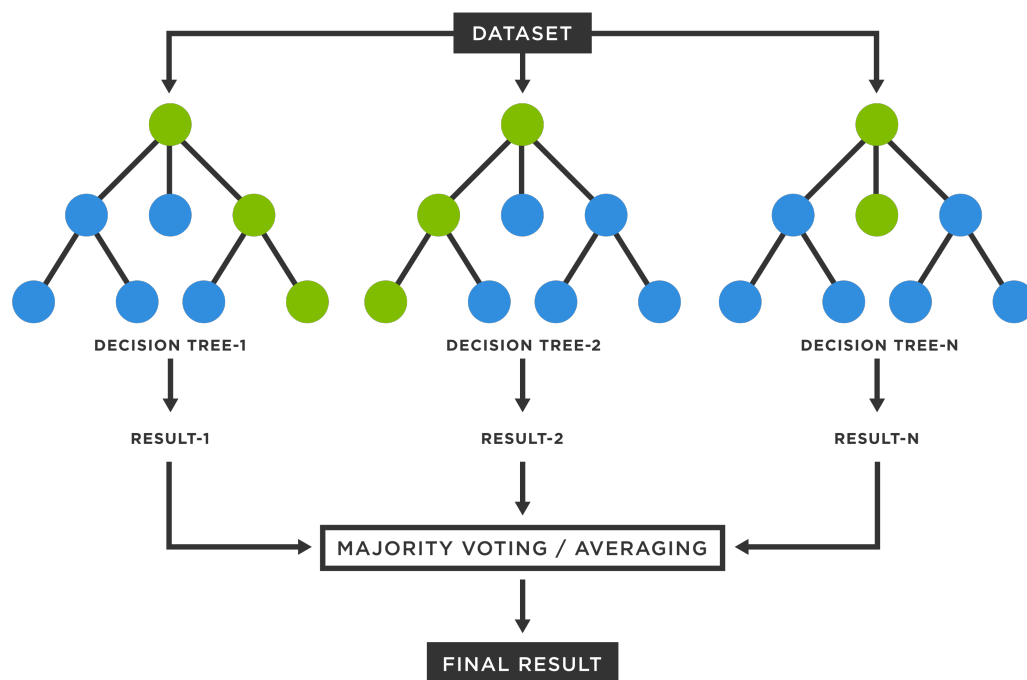 DATASET
DECISION TREE-1
DECISION TREE-2
DECISION TREE-N
RESULT-1
RESULT-2
RESULT-N
MAJORITY VOTING / AVERAGING
FINAL RESULT